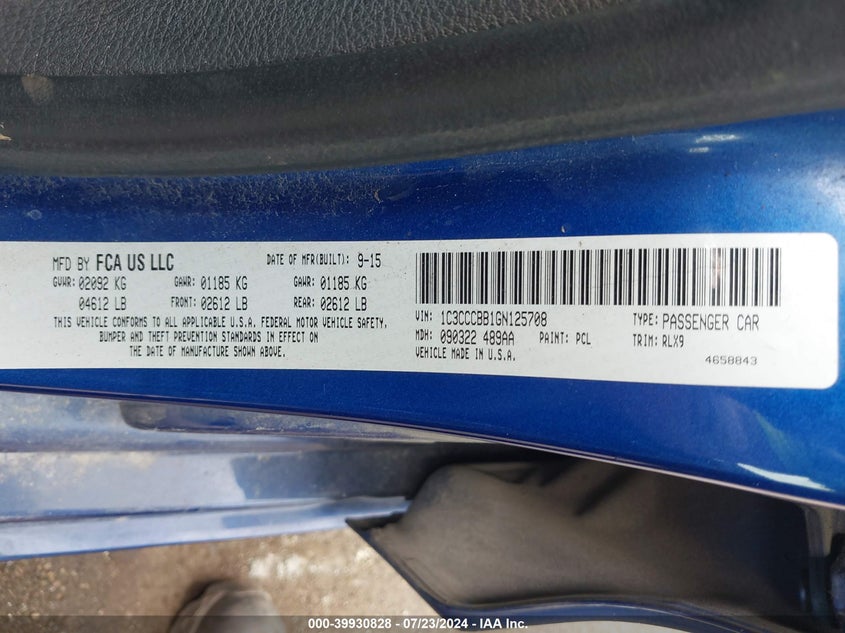 MFD BY FCA US LLC DATE OF MFR(BUILT): 9-15
GVWR: 02092 KG GAWR: 01185 KG GAWR: 01185 KG
04612 LB FRONT: 02612 LB REAR: 02612 LB
THIS VEHICLE CONFORMS TO ALL APPLICABLE U.S.A. FEDERAL MOTOR VEHICLE SAFETY,
BUMPER AND THEFT PREVENTION STANDARDS IN EFFECT ON
THE DATE OF MANUFACTURE SHOWN ABOVE.
VIN: 1C3CCCBB1GN125708 TYPE: PASSENGER CAR
MDH: 090322 489AA PAINT: PCL TRIM: RLX9
VEHICLE MADE IN U.S.A. 4658843
000-39930828 - 07/23/2024 - IAA Inc.